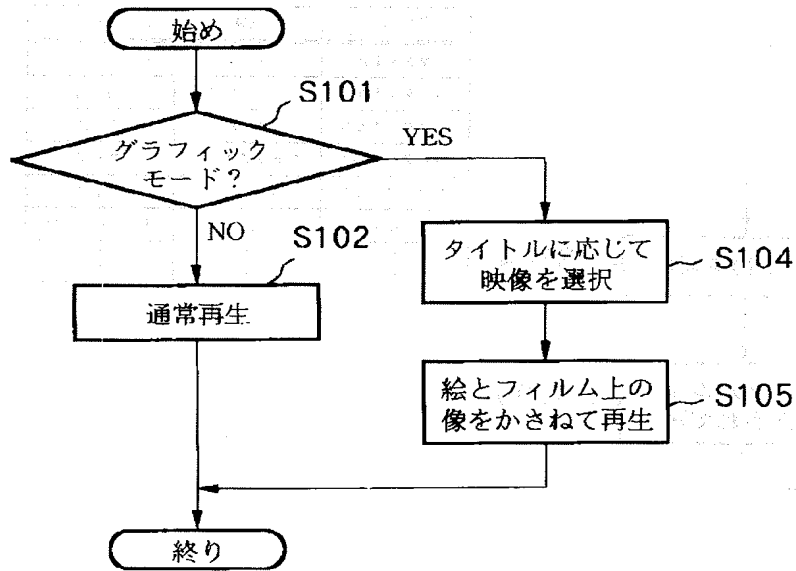 始め
S101
グラフィック
モード?
YES
NO
S102
通常再生
タイトルに応じて
映像を選択
S104
絵とフィルム上の
像をかさねて再生
S105
終り